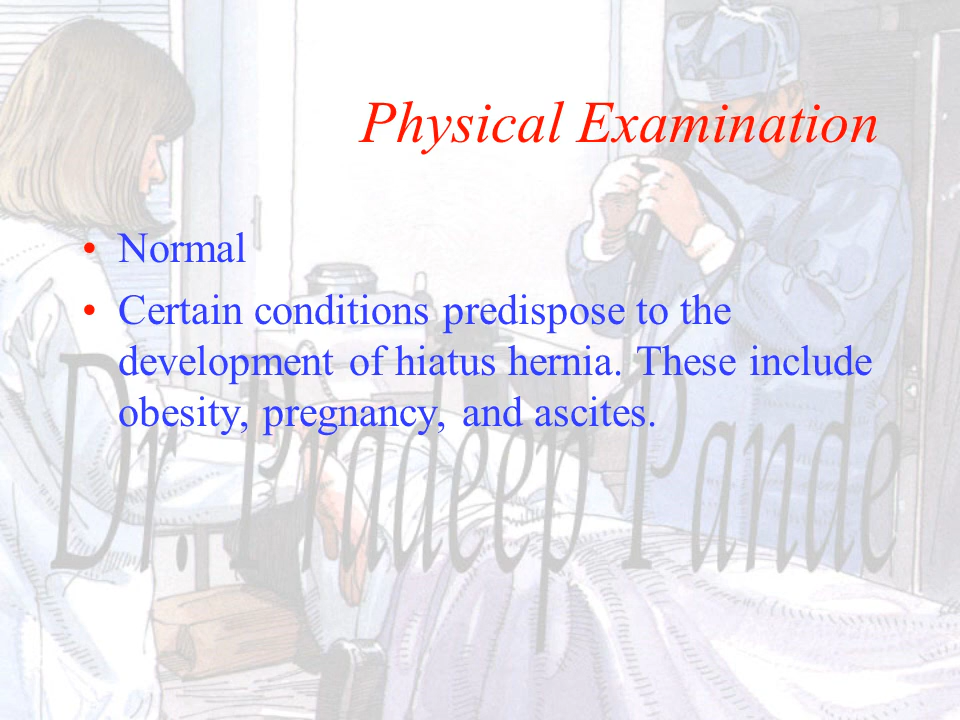 Physical Examination
• Normal
• Certain conditions predispose to the
development of hiatus hernia. These include
obesity, pregnancy, and ascites.
Dr. Pradeep Pande